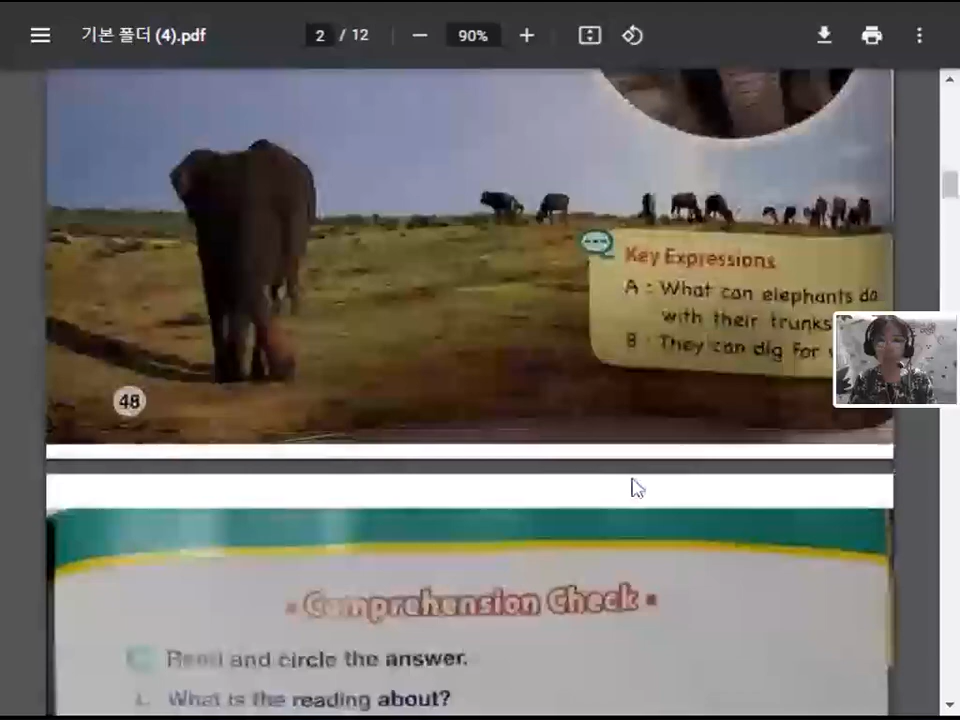 기본 폴더 (4).pdf
2 / 12
90%
Key Expressions
A : What can elephants do
with their trunks
B : They can dig for
48
Comprehension Check
Read and circle the answer.
What is the reading about?